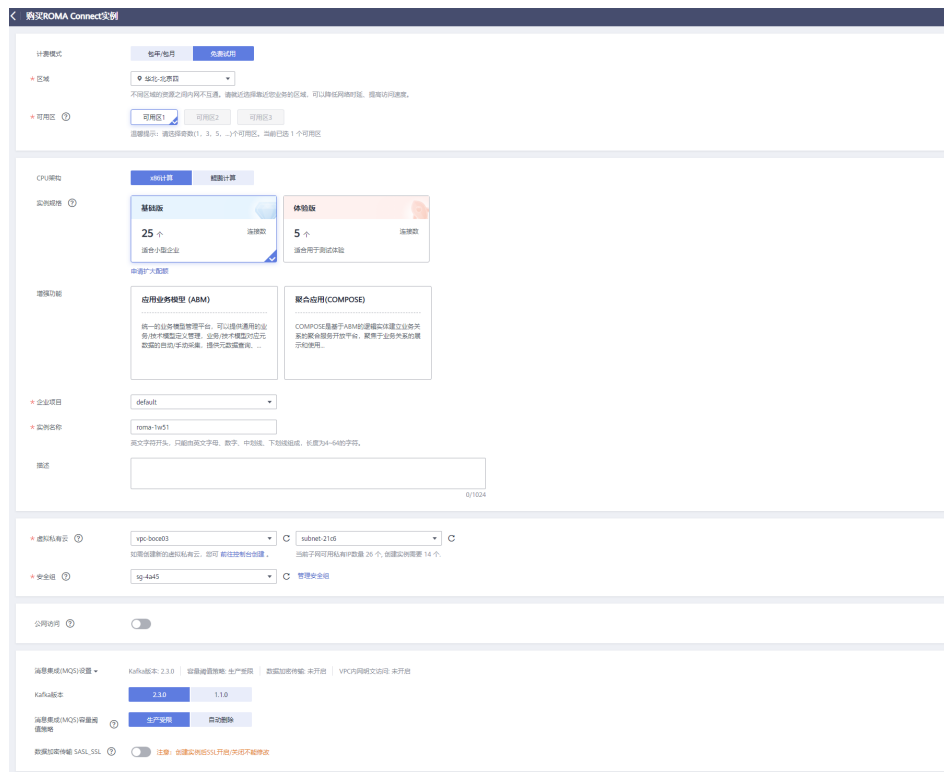 购买ROMA Connect实例
计费模式 包年/包月 免费试用
* 区域 华北-北京四
不同区域的资源之间内网不互通。请就近选择靠近您业务的区域，可以降低网络时延，提高访问速度。
* 可用区 可用区1 可用区2 可用区3
温馨提示：请选择奇数(1、3、5、...)个可用区。当前已选 1 个可用区
CPU架构 x86计算 鲲鹏计算
实例规格 基础版 体验版
25 个 连接数 5 个 连接数
适合小型企业 适合用于测试体验
申请扩大配额
增强功能 应用业务模型 (ABM) 聚合应用(COMPOSE)
统一的业务模型管理平台，可以提供通用的业 COMPOSE是基于ABM的逻辑实体建立业务关
务/技术模型定义管理、业务/技术模型对应元 系的聚合服务开放平台，聚焦于业务关系的展
数据的自动/手动采集、提供元数据查询、... 示和使用...
* 企业项目 default
* 实例名称 roma-1w51
英文字符开头，只能由英文字母、数字、中划线、下划线组成，长度为4~64的字符。
描述
0/1024
* 虚拟私有云 vpc-boce03 subnet-21c6
如需创建新的虚拟私有云，您可 前往控制台创建 。 当前子网可用私有IP数量 26 个, 创建实例需要 14 个.
* 安全组 sg-4a45 管理安全组
公网访问
消息集成(MQS)设置 Kafka版本: 2.3.0 容量阈值策略: 生产受限 数据加密传输: 未开启 VPC内网明文访问: 未开启
Kafka版本 2.3.0 1.1.0
消息集成(MQS)容量阈 生产受限 自动删除
值策略
数据加密传输 SASL_SSL 注意：创建实例后SSL开启/关闭不能修改